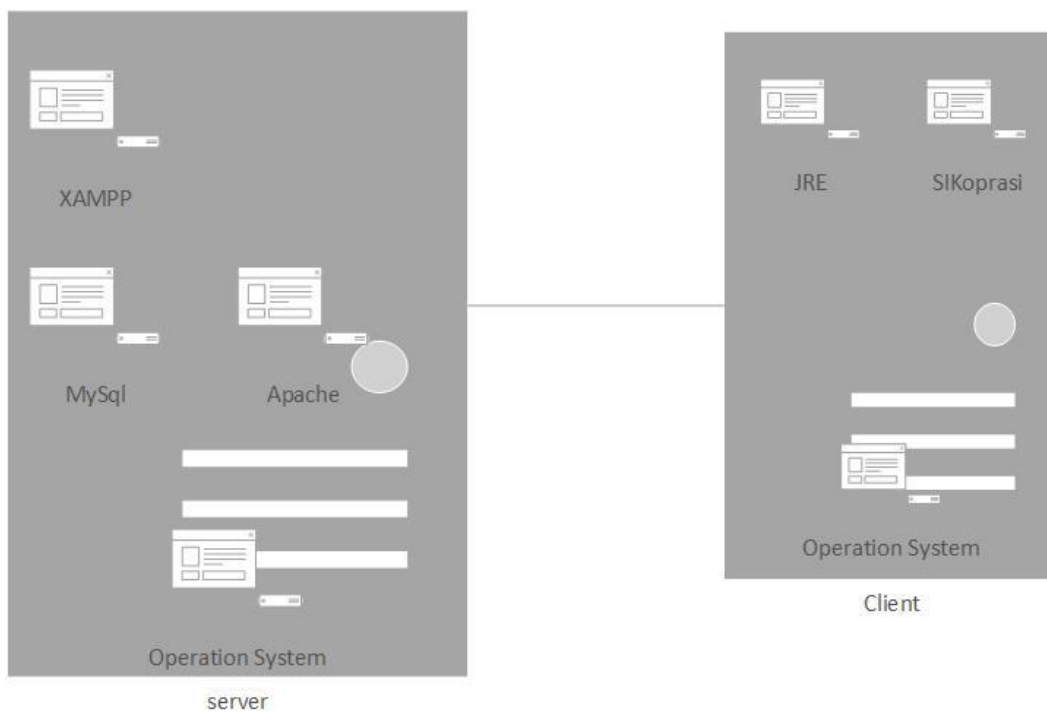 XAMPP
MySql
Apache
Operation System
server
JRE
SIKoprasi
Operation System
Client